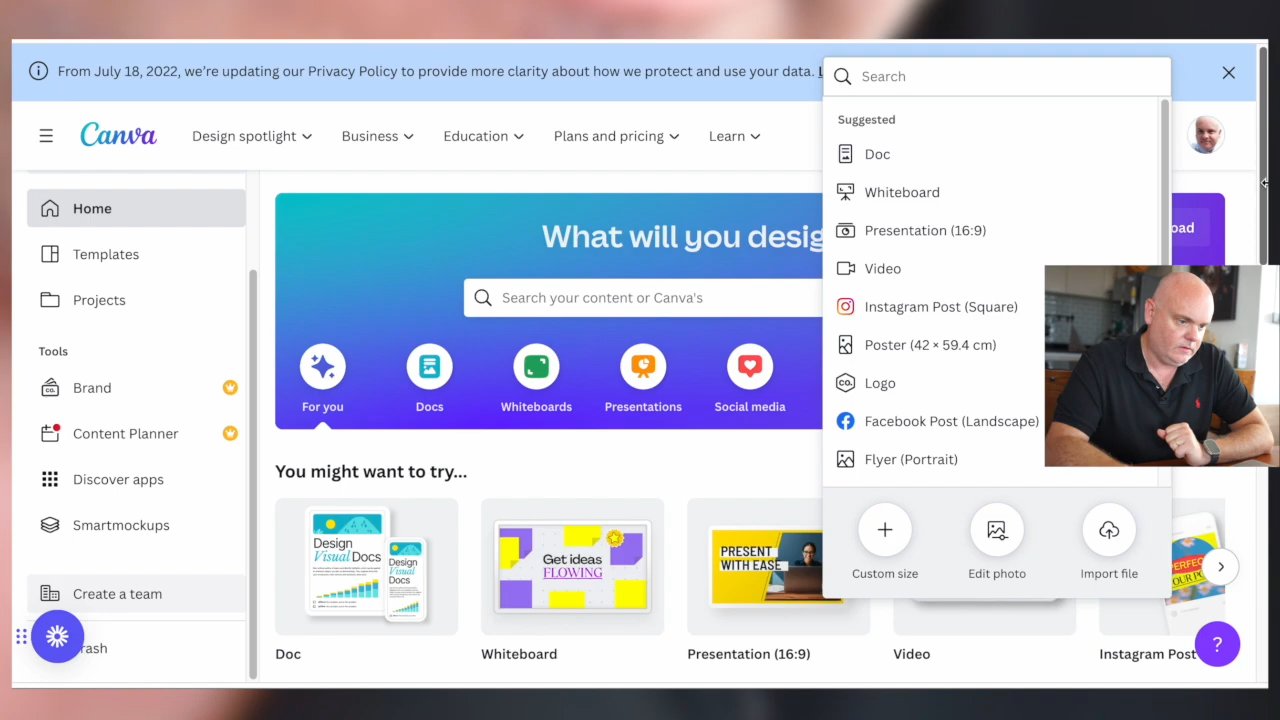 From July 18, 2022, we're updating our Privacy Policy to provide more clarity about how we protect and use your data.
Search
Canva
Design spotlight
Business
Education
Plans and pricing
Learn
Suggested
Doc
Whiteboard
Presentation (16:9)
Video
Instagram Post (Square)
Poster (42 × 59.4 cm)
Logo
Facebook Post (Landscape)
Flyer (Portrait)
Custom size
Edit photo
Import file
Home
Templates
Projects
Tools
Brand
Content Planner
Discover apps
Smartmockups
Create a team
What will you
Search your content or Canva's
For you
Docs
Whiteboards
Presentations
Social media
You might want to try...
Design
Visual Docs
Design
Visual Docs
Get ideas
FLOWING
PRESENT
WITH EASE
Doc
Whiteboard
Presentation (16:9)
Video
Instagram Post
?